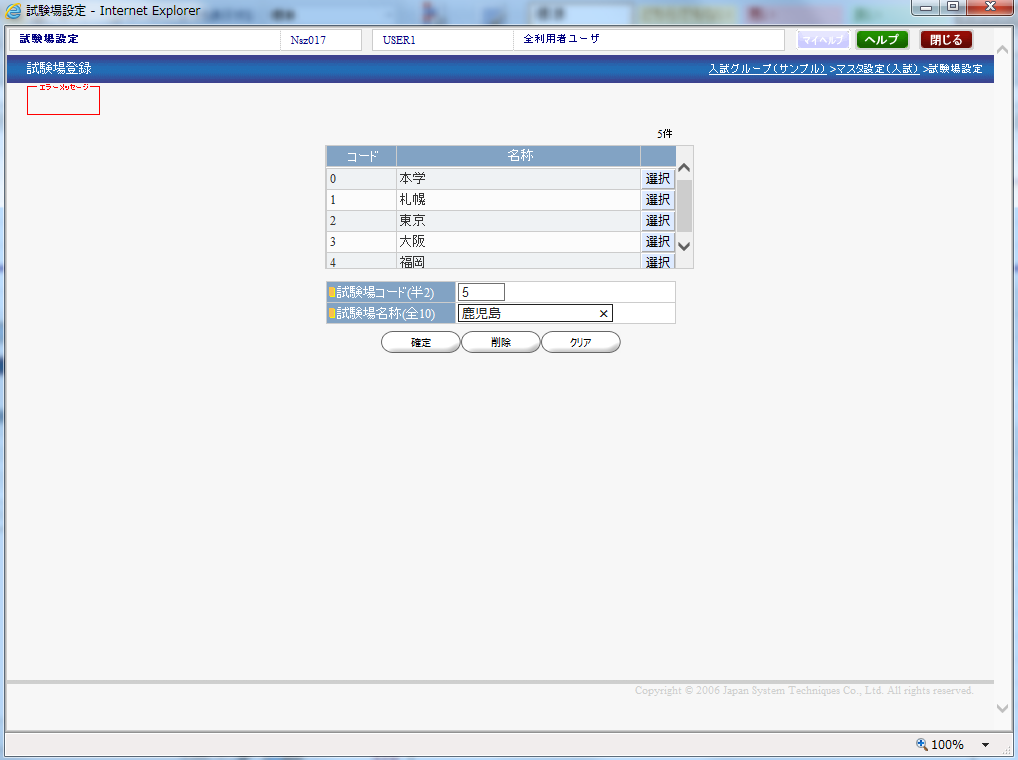 試験場設定 - Internet Explorer
試験場設定 Nsz017 USER1 全利用者ユーザ マイヘルプ ヘルプ 閉じる
試験場登録 入試グループ(サンプル) >マスタ設定(入試) >試験場設定
エラーメッセージ
5件
コード 名称
0 本学 選択
1 札幌 選択
2 東京 選択
3 大阪 選択
4 福岡 選択
試験場コード(半2) 5
試験場名称(全10) 鹿児島 ×
確定 削除 クリア
Copyright © 2006 Japan System Techniques Co., Ltd. All rights reserved.
100%